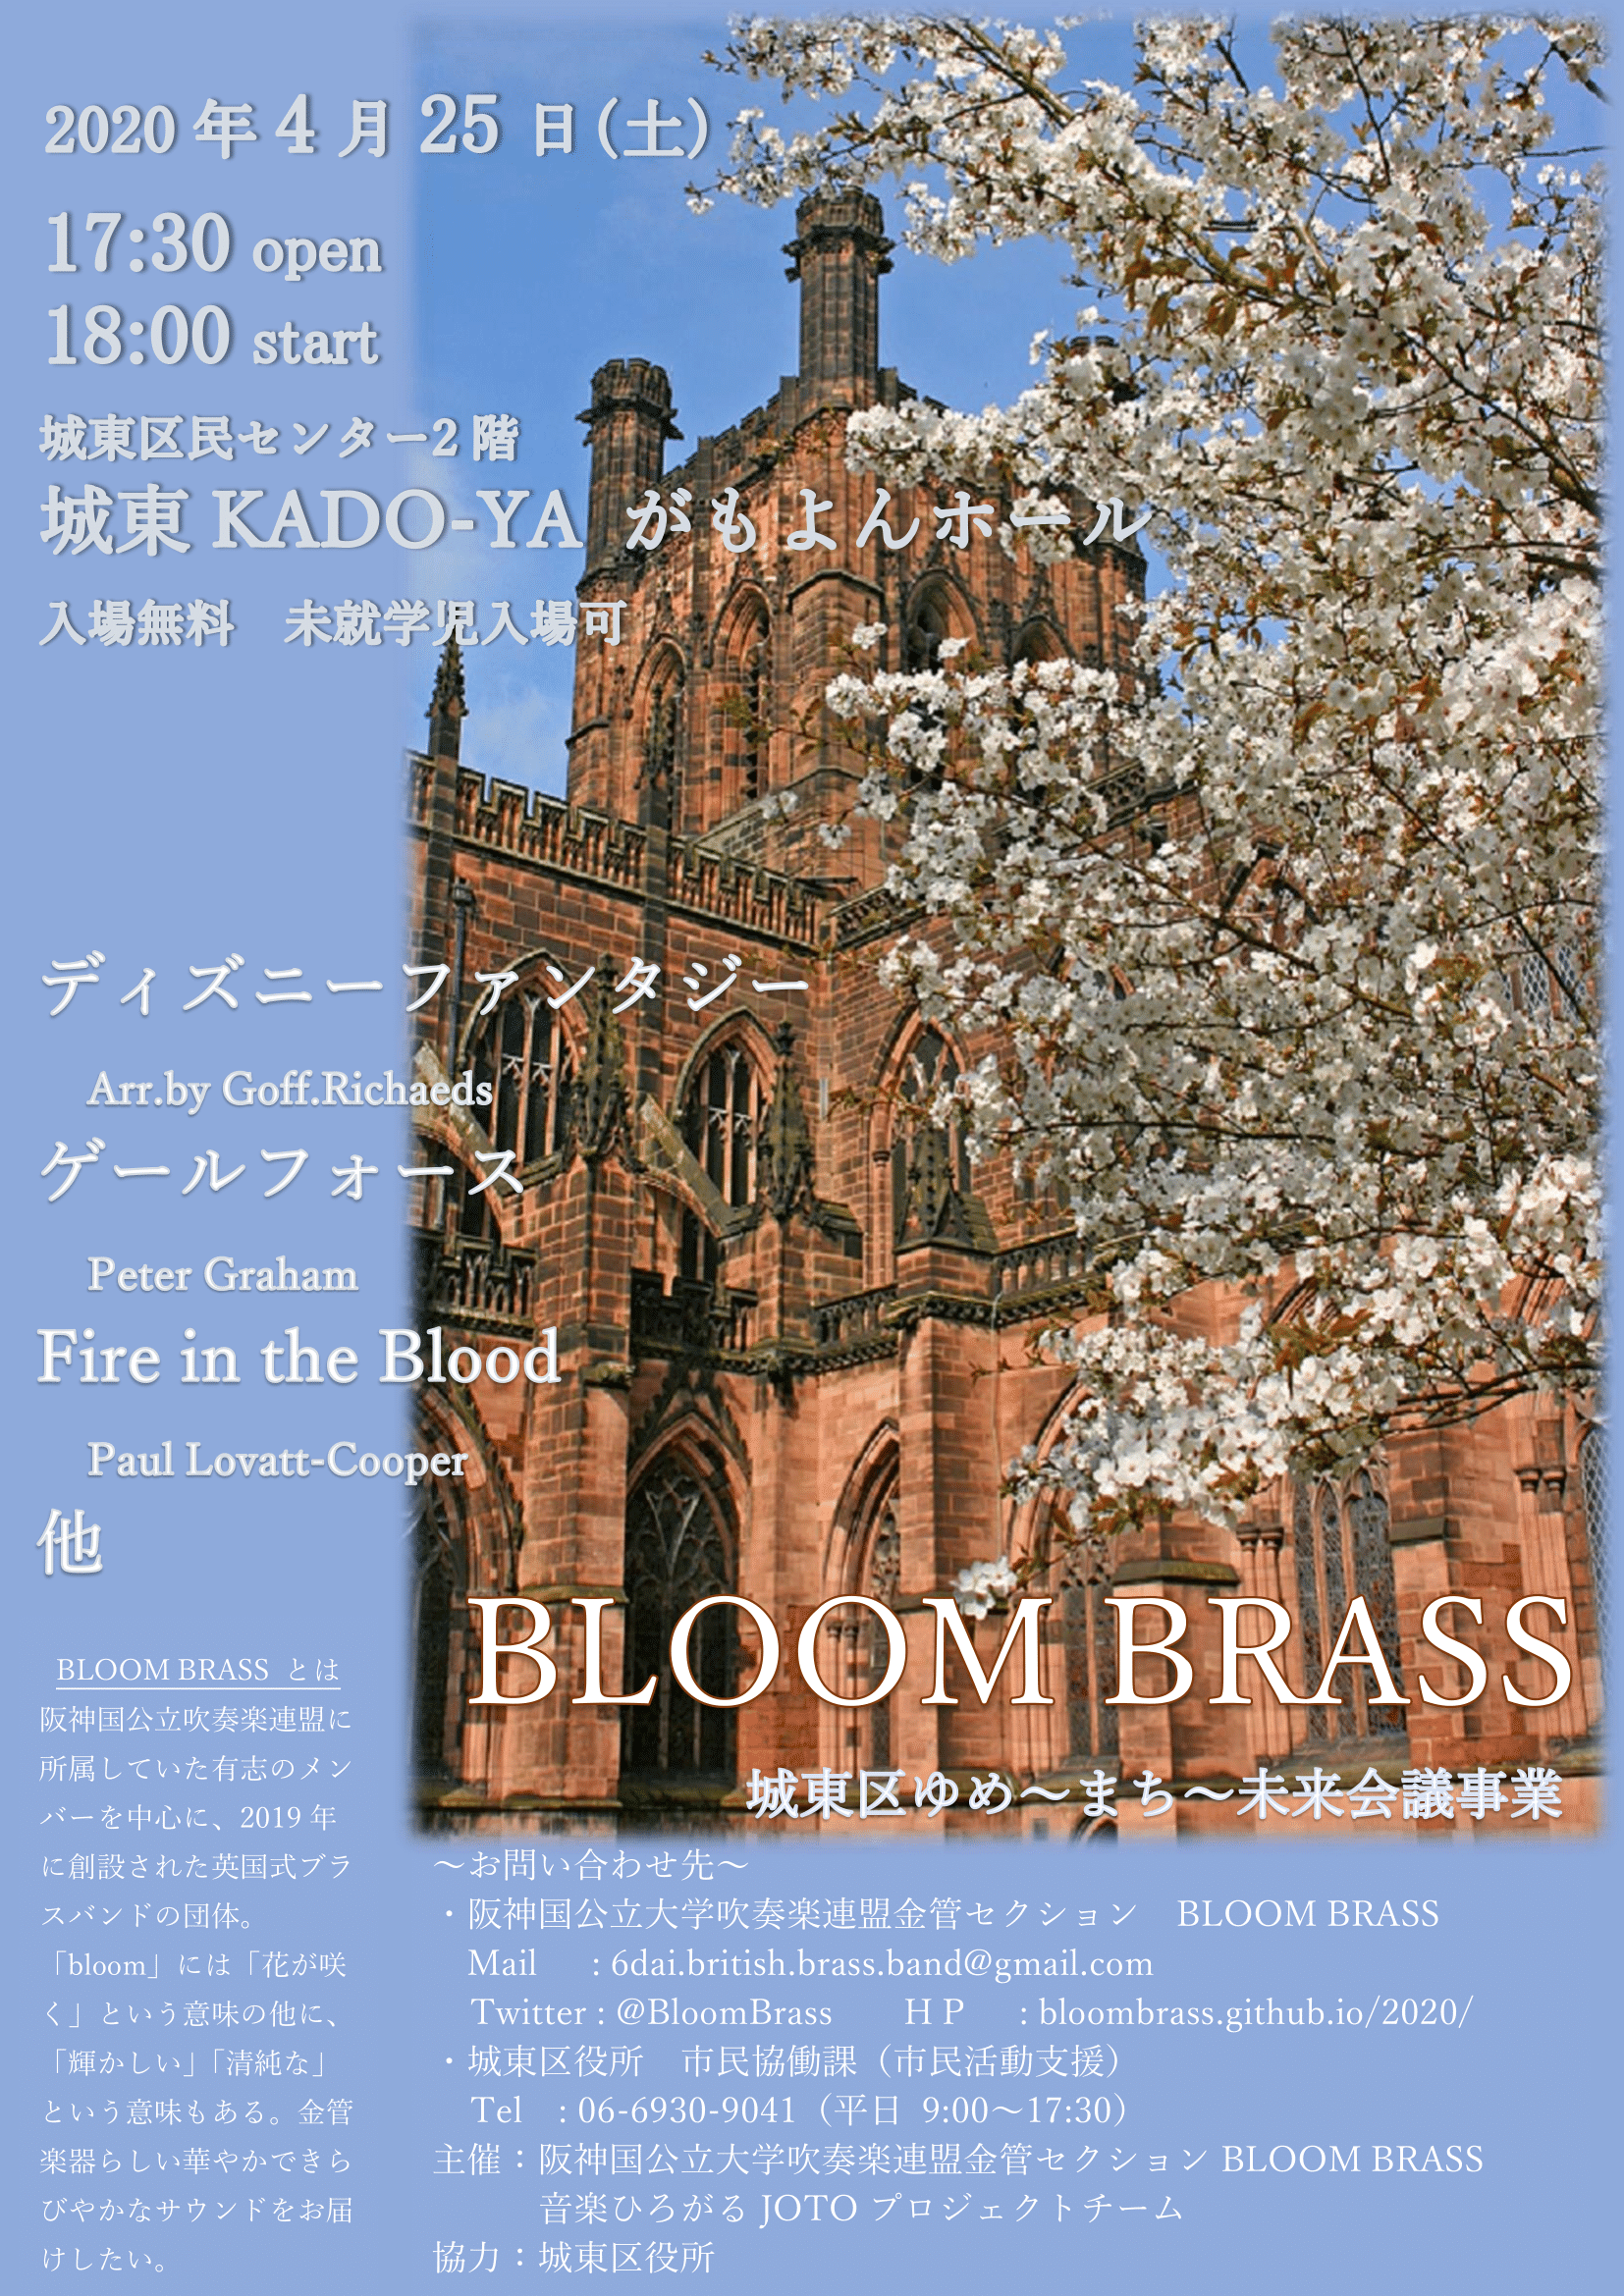 2020 年 4 月 25 日(土)
17:30 open
18:00 start
城東区民センター2 階
城東 KADO-YA がもよんホール
入場無料　未就学児入場可
ディズニーファンタジー
Arr.by Goff.Richaeds
ゲールフォース
Peter Graham
Fire in the Blood
Paul Lovatt-Cooper
他
BLOOM BRASS
城東区ゆめ～まち～未来会議事業
BLOOM BRASS とは
阪神国公立吹奏楽連盟に
所属していた有志のメン
バーを中心に、2019 年
に創設された英国式ブラ
スバンドの団体。
「bloom」には「花が咲
く」という意味の他に、
「輝かしい」「清純な」
という意味もある。金管
楽器らしい華やかできら
びやかなサウンドをお届
けしたい。
～お問い合わせ先～
・阪神国公立大学吹奏楽連盟金管セクション　BLOOM BRASS
Mail　: 6dai.british.brass.band@gmail.com
Twitter : @BloomBrass　　ＨＰ　: bloombrass.github.io/2020/
・城東区役所　市民協働課（市民活動支援）
Tel　: 06-6930-9041（平日 9:00～17:30）
主催：阪神国公立大学吹奏楽連盟金管セクション BLOOM BRASS
音楽ひろがる JOTO プロジェクトチーム
協力：城東区役所